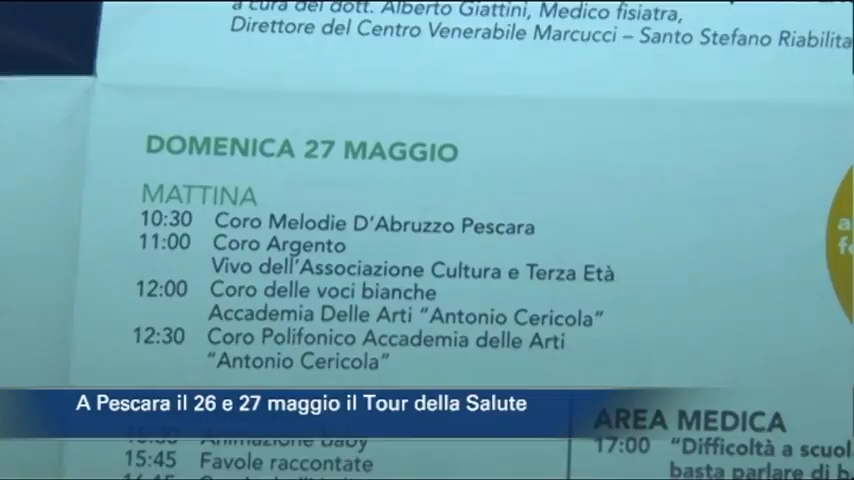 a cura del dott. Alberto Giattini, Medico fisiatra,
Direttore del Centro Venerabile Marcucci – Santo Stefano Riabilita
DOMENICA 27 MAGGIO
MATTINA
10:30 Coro Melodie D'Abruzzo Pescara
11:00 Coro Argento
Vivo dell'Associazione Cultura e Terza Età
12:00 Coro delle voci bianche
Accademia Delle Arti “Antonio Cericola”
12:30 Coro Polifonico Accademia delle Arti
“Antonio Cericola”
A Pescara il 26 e 27 maggio il Tour della Salute
Animazione baby
15:45 Favole raccontate
AREA MEDICA
17:00 “Difficoltà a scuol
basta parlare di b